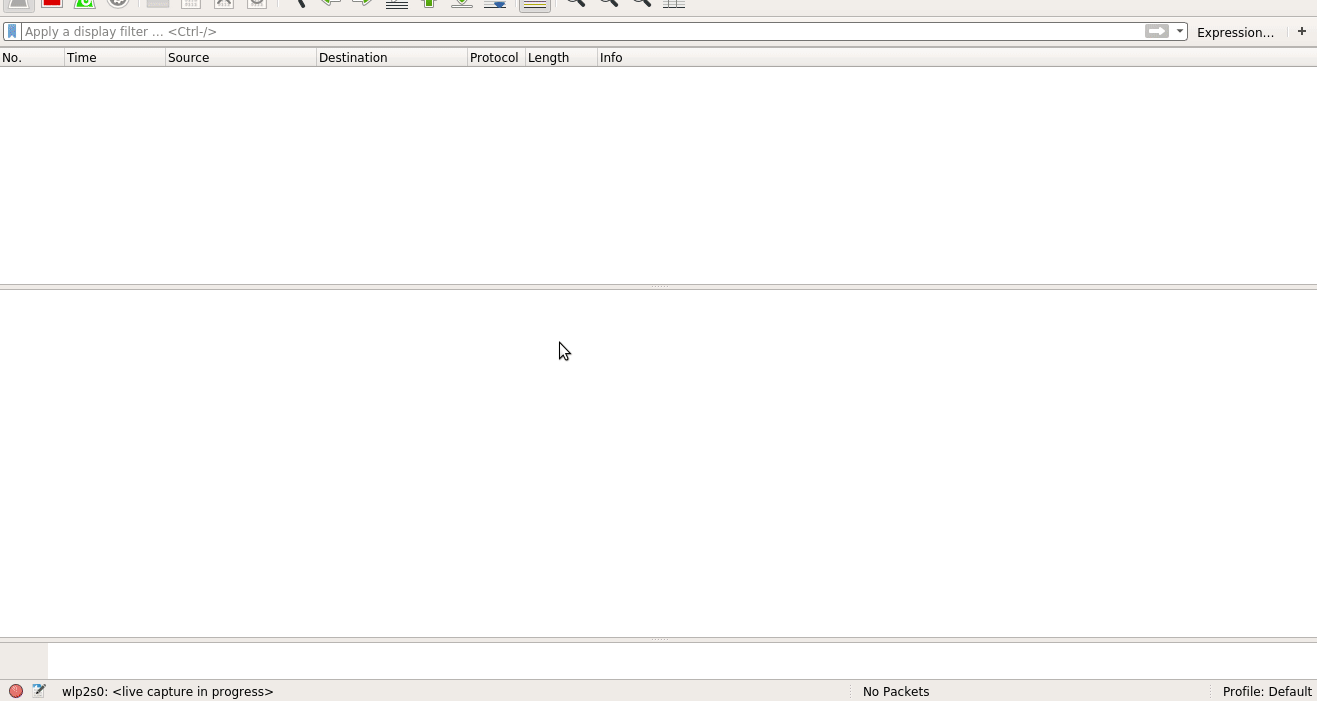 Apply a display filter ... <Ctrl-/>
Expression...
+
No. Time Source Destination Protocol Length Info
wlp2s0: <live capture in progress> No Packets Profile: Default